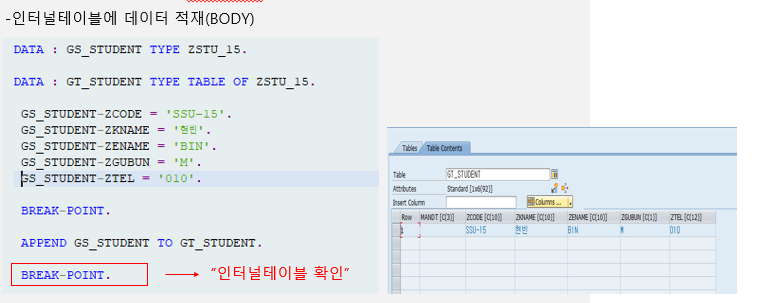 -인터널테이블에 데이터 적재(BODY)
DATA : GS_STUDENT TYPE ZSTU_15.
DATA : GT_STUDENT TYPE TABLE OF ZSTU_15.
GS_STUDENT-ZCODE = 'SSU-15'.
GS_STUDENT-ZKNAME = '현빈'.
GS_STUDENT-ZENAME = 'BIN'.
GS_STUDENT-ZGUBUN = 'M'.
GS_STUDENT-ZTEL = '010'.
BREAK-POINT.
APPEND GS_STUDENT TO GT_STUDENT.
BREAK-POINT. “인터널테이블 확인”
Tables Table Contents
Table GT_STUDENT
Attributes Standard [1x6(92)]
Insert Column Columns ...
Row MANDT [C(3)] ZCODE [C(10)] ZKNAME [C(10)] ZENAME [C(10)] ZGUBUN [C(1)] ZTEL [C(12)]
1 SSU-15 현빈 BIN M 010